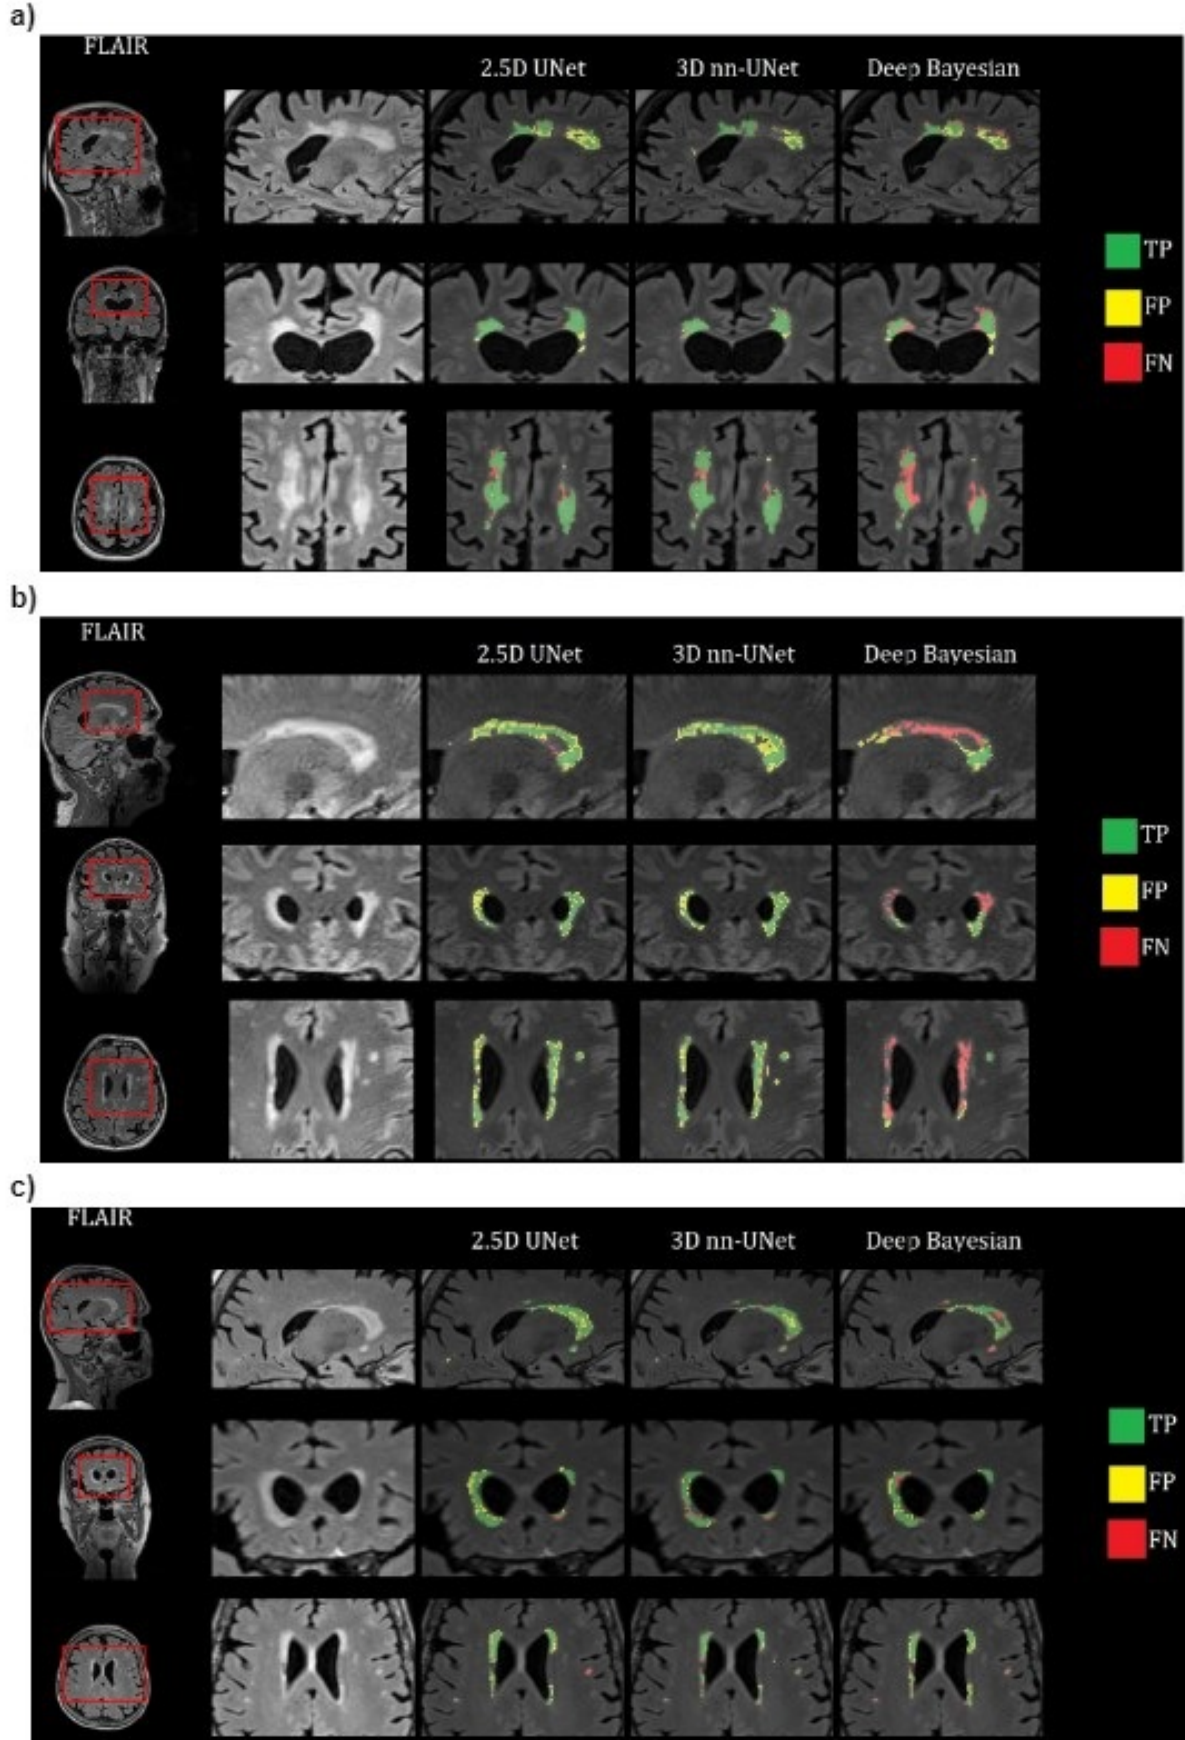 a)
FLAIR
2.5D UNet 3D nn-UNet Deep Bayesian
TP
FP
FN
b)
FLAIR
2.5D UNet 3D nn-UNet Deep Bayesian
TP
FP
FN
c)
FLAIR
2.5D UNet 3D nn-UNet Deep Bayesian
TP
FP
FN